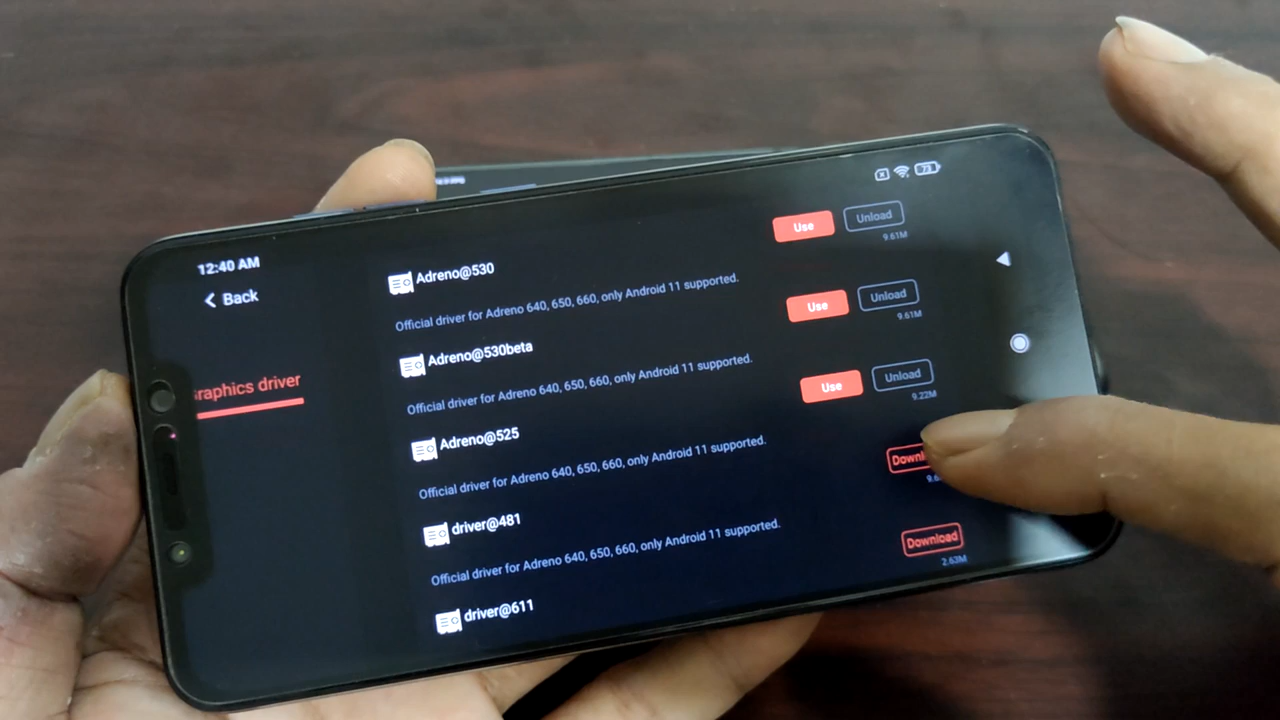 73
12:40 AM
Back
Graphics driver
Use
Unload
9.61M
Adreno@530
Official driver for Adreno 640, 650, 660, only Android 11 supported.
Use
Unload
9.61M
Adreno@530beta
Official driver for Adreno 640, 650, 660, only Android 11 supported.
Use
Unload
9.22M
Adreno@525
Official driver for Adreno 640, 650, 660, only Android 11 supported.
driver@481
Official driver for Adreno 640, 650, 660, only Android 11 supported.
Download
2.63M
driver@611